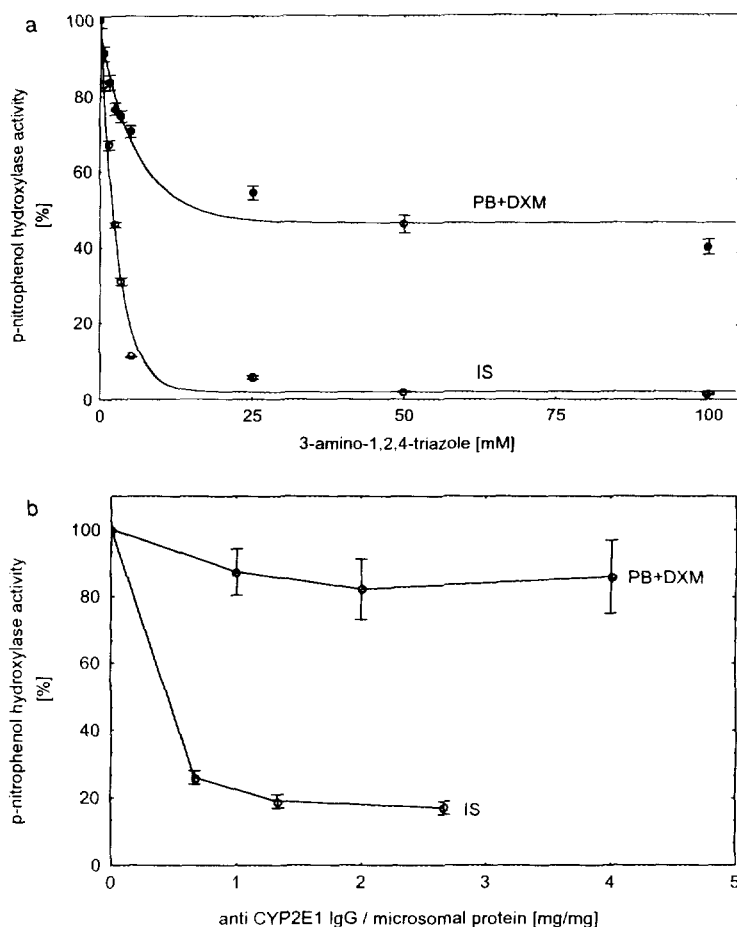 a
100
80
60
40
20
0
p-nitrophenol hydroxylase activity
[%]
PB+DXM
IS
0
25
50
75
100
3-amino-1,2,4-triazole [mM]
b
100
80
60
40
20
0
p-nitrophenol hydroxylase activity
[%]
PB+DXM
IS
0
1
2
3
4
5
anti CYP2E1 IgG / microsomal protein [mg/mg]